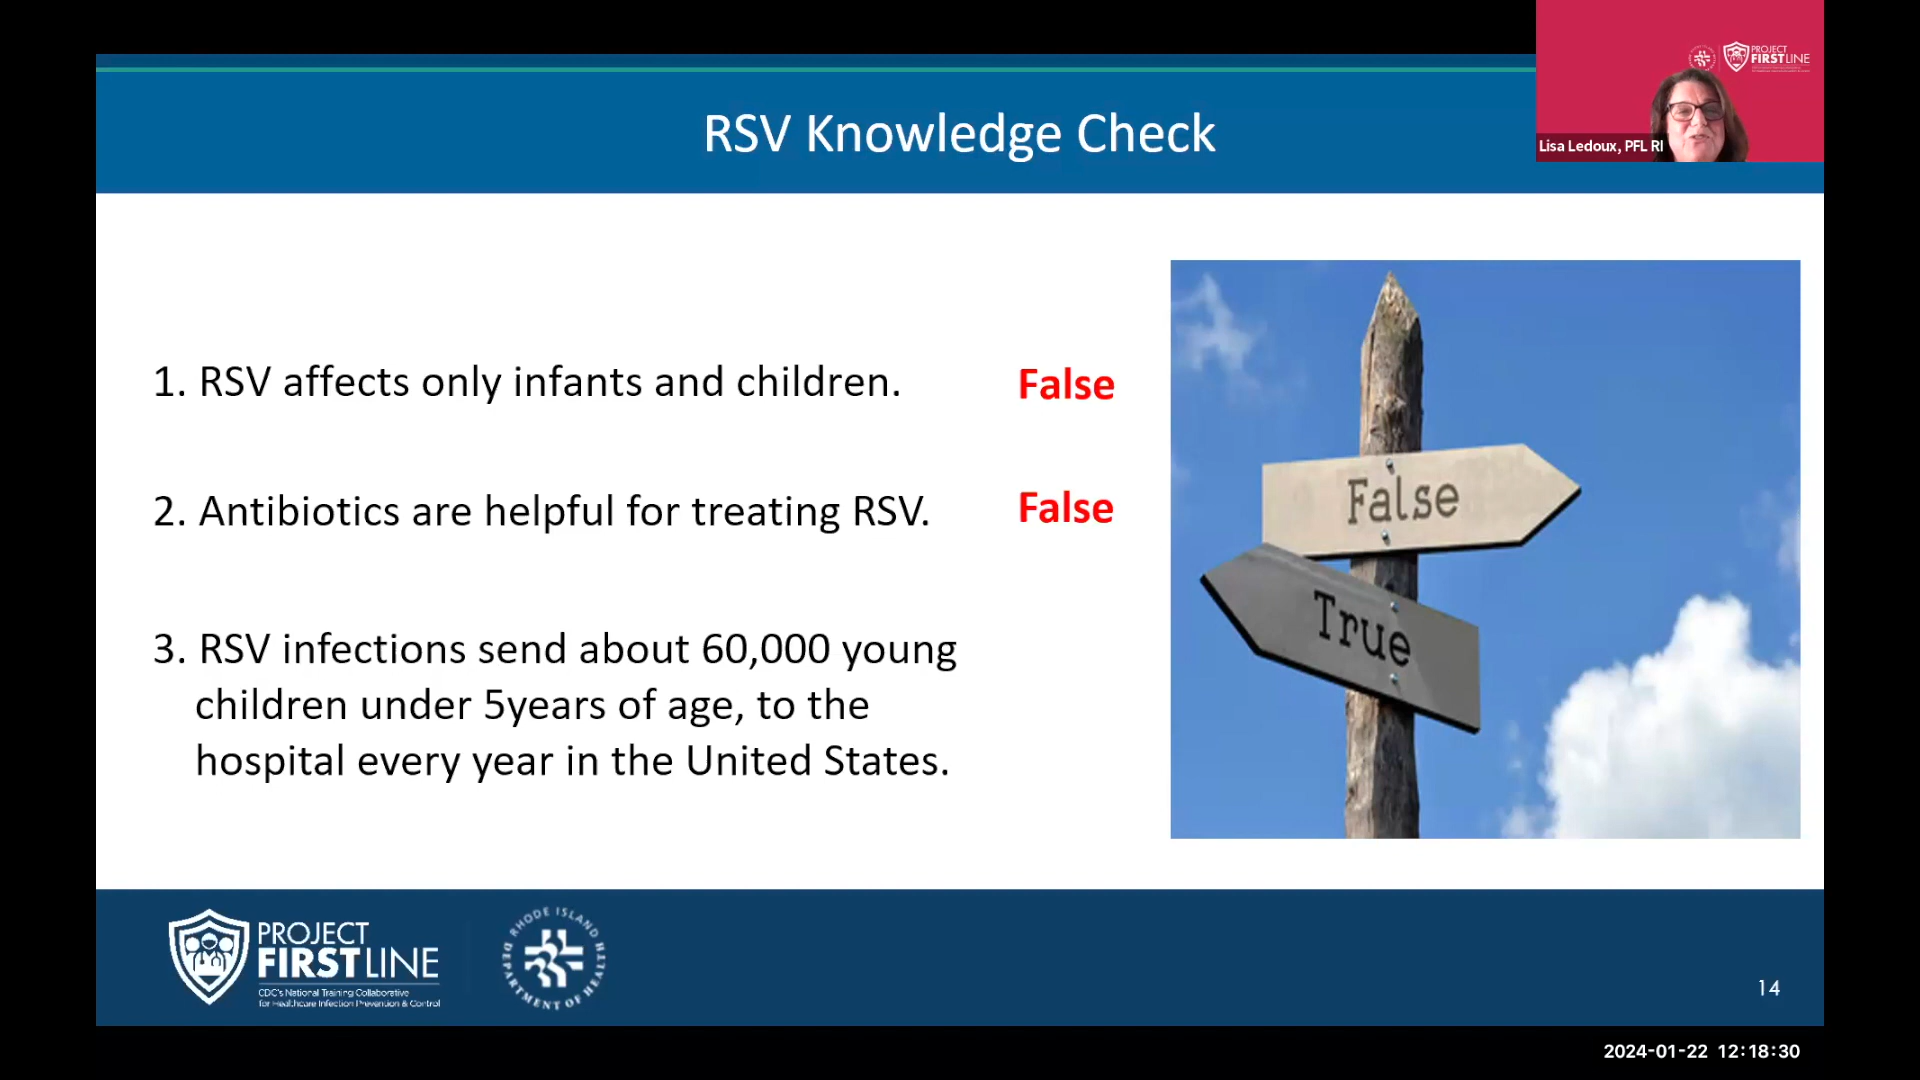 PROJECT
FIRSTLINE
RSV Knowledge Check
Lisa Ledoux, PFL RI
1. RSV affects only infants and children.
False
2. Antibiotics are helpful for treating RSV.
False
3. RSV infections send about 60,000 young
children under 5years of age, to the
hospital every year in the United States.
False
True
PROJECT
FIRSTLINE
CDC's National Training Collaborative
for Healthcare Infection Prevention & Control
RHODE ISLAND
DEPARTMENT OF HEALTH
14
2024-01-22 12:18:30